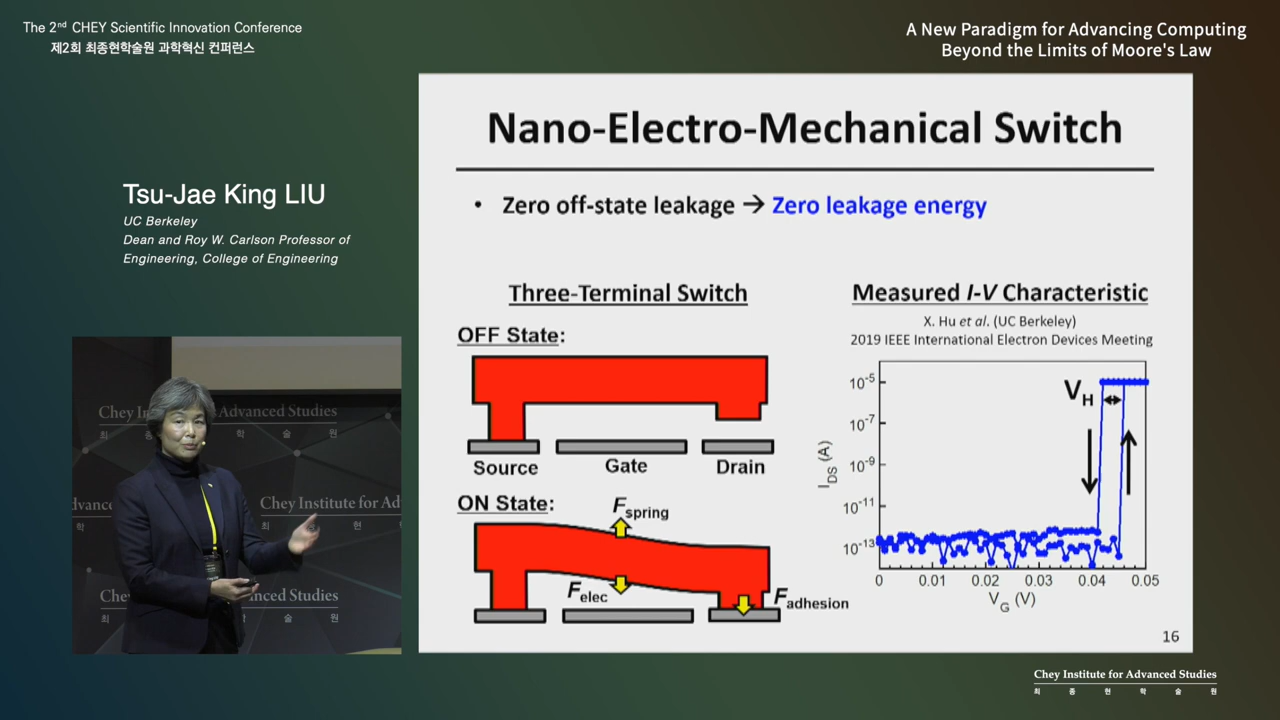 The 2nd CHEY Scientific Innovation Conference
제2회 최종현학술원 과학혁신 컨퍼런스
A New Paradigm for Advancing Computing
Beyond the Limits of Moore's Law
Tsu-Jae King LIU
UC Berkeley
Dean and Roy W. Carlson Professor of
Engineering, College of Engineering
Nano-Electro-Mechanical Switch
• Zero off-state leakage → Zero leakage energy
Three-Terminal Switch
OFF State:
Source Gate Drain
ON State:
Fspring
Felec
Fadhesion
Measured I-V Characteristic
X. Hu et al. (UC Berkeley)
2019 IEEE International Electron Devices Meeting
VH
IDS (A)
10-5
10-7
10-9
10-11
10-13
0 0.01 0.02 0.03 0.04 0.05
VG (V)
16
Advanced Studies
Chey Institute for Ad
Chey Institute for Advanced Studies
최 종 현 학 술 원